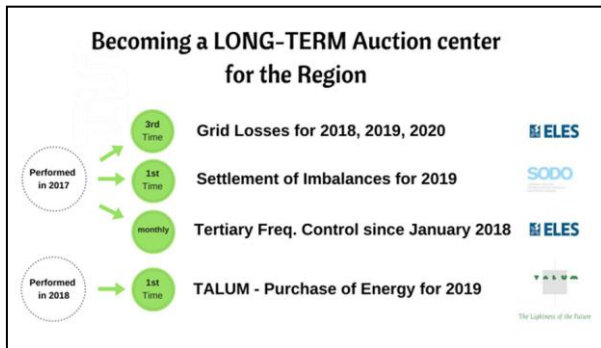 Becoming a LONG-TERM Auction center
for the Region
Performed
in 2017
3rd
Time
Grid Losses for 2018, 2019, 2020
ELES
1st
Time
Settlement of Imbalances for 2019
SODO
monthly
Tertiary Freq. Control since January 2018
ELES
Performed
in 2018
1st
Time
TALUM - Purchase of Energy for 2019
TALUM
The Lightness of the Future